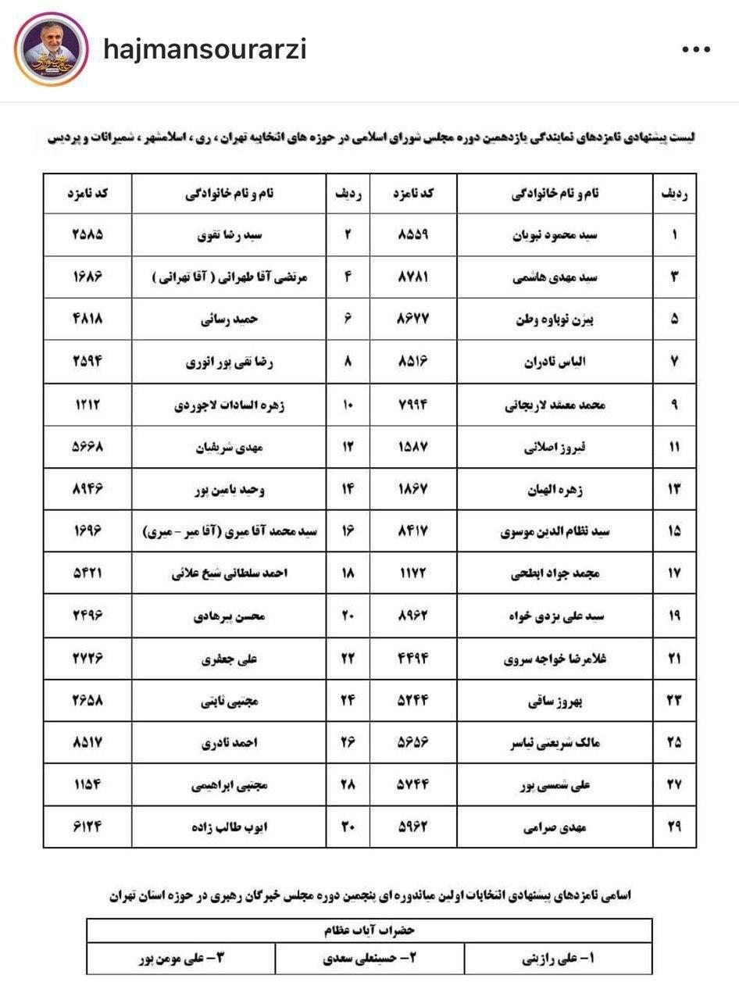 hajmansourarzi
لیست پیشنهادی نامزدهای نمایندگی یازدهمین دوره مجلس شورای اسلامی در حوزه های انتخابیه تهران ، ری ، اسلامشهر ، شمیرانات و پردیس
ردیف نام و نام خانوادگی کد نامزد ردیف نام و نام خانوادگی کد نامزد
۱ سید محمود نبویان ۸۵۵۹ ۲ سید رضا تقوی ۲۵۸۵
۳ سید مهدی هاشمی ۸۷۸۱ ۴ مرتضی آقا طهرانی ( آقا تهرانی ) ۱۶۸۶
۵ بیژن نوباوه وطن ۸۶۷۷ ۶ حمید رسائی ۴۸۱۸
۷ الیاس نادران ۸۵۱۶ ۸ رضا تقی پور انوری ۲۵۹۴
۹ محمد معتقد لاریجانی ۷۹۹۴ ۱۰ زهره السادات لاجوردی ۱۲۱۲
۱۱ فیروز اصلانی ۱۵۸۷ ۱۲ مهدی شریفیان ۵۶۶۸
۱۳ زهره الهیان ۱۸۶۷ ۱۴ وحید یامین پور ۸۹۴۶
۱۵ سید نظام الدین موسوی ۸۴۱۷ ۱۶ سید محمد آقا میری (آقا میر - میری) ۱۶۹۶
۱۷ محمد جواد ابطحی ۱۱۷۲ ۱۸ احمد سلطانی شیخ علائی ۵۴۲۱
۱۹ سید علی یزدی خواه ۸۹۶۲ ۲۰ محسن پیرهادی ۲۴۹۶
۲۱ غلامرضا خواجه سروی ۴۴۹۴ ۲۲ علی جعفری ۲۷۲۶
۲۳ بهروز ساقی ۵۲۴۴ ۲۴ مجتبی ثابتی ۲۶۵۸
۲۵ مالک شریعتی نیاسر ۵۶۵۶ ۲۶ احمد نادری ۸۵۱۷
۲۷ علی شمسی پور ۵۷۴۴ ۲۸ مجتبی ابراهیمی ۱۱۵۴
۲۹ مهدی صرامی ۵۹۶۲ ۳۰ ایوب طالب زاده ۶۱۲۴
اسامی نامزدهای پیشنهادی انتخابات اولین میاندوره ای پنجمین دوره مجلس خبرگان رهبری در حوزه استان تهران
حضرات آیات عظام
۱- علی رازینی ۲- حسینعلی سعدی ۳- علی مومن پور